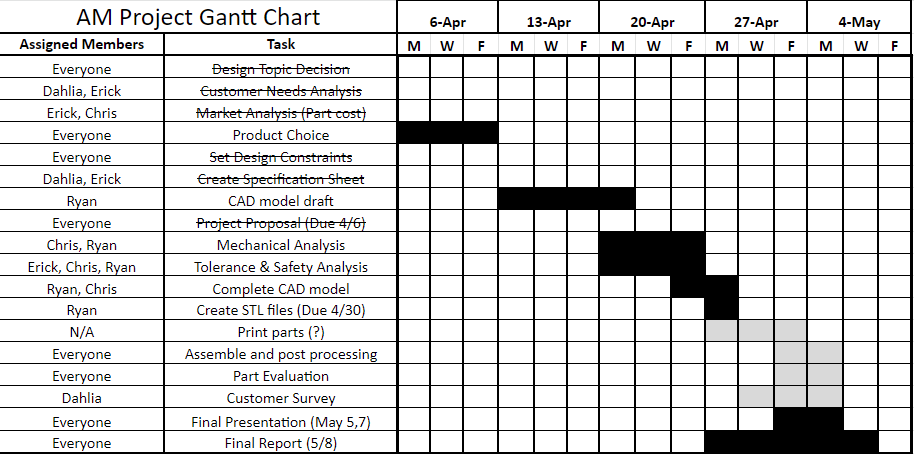 AM Project Gantt Chart 6-Apr 13-Apr 20-Apr 27-Apr 4-May
Assigned Members Task M W F M W F M W F M W F M W F
Everyone Design Topic Decision
Dahlia, Erick Customer Needs Analysis
Erick, Chris Market Analysis (Part cost)
Everyone Product Choice
Everyone Set Design Constraints
Dahlia, Erick Create Specification Sheet
Ryan CAD model draft
Everyone Project Proposal (Due 4/6)
Chris, Ryan Mechanical Analysis
Erick, Chris, Ryan Tolerance & Safety Analysis
Ryan, Chris Complete CAD model
Ryan Create STL files (Due 4/30)
N/A Print parts (?)
Everyone Assemble and post processing
Everyone Part Evaluation
Dahlia Customer Survey
Everyone Final Presentation (May 5,7)
Everyone Final Report (5/8)